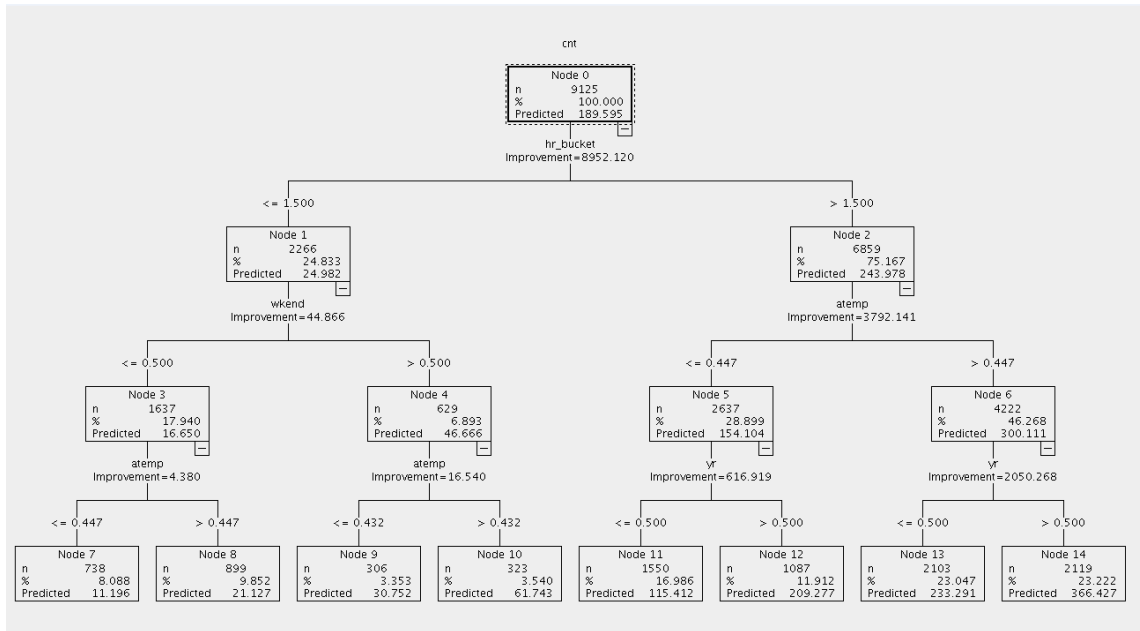 cnt
Node 0
n 9125
% 100.000
Predicted 189.595
hr_bucket
Improvement=8952.120
<= 1.500
> 1.500
Node 1
n 2266
% 24.833
Predicted 24.982
Node 2
n 6859
% 75.167
Predicted 243.978
wkend
Improvement=44.866
atemp
Improvement=3792.141
<= 0.500
> 0.500
<= 0.447
> 0.447
Node 3
n 1637
% 17.940
Predicted 16.650
Node 4
n 629
% 6.893
Predicted 46.666
Node 5
n 2637
% 28.899
Predicted 154.104
Node 6
n 4222
% 46.268
Predicted 300.111
atemp
Improvement=4.380
atemp
Improvement=16.540
yr
Improvement=616.919
yr
Improvement=2050.268
<= 0.447
> 0.447
<= 0.432
> 0.432
<= 0.500
> 0.500
<= 0.500
> 0.500
Node 7
n 738
% 8.088
Predicted 11.196
Node 8
n 899
% 9.852
Predicted 21.127
Node 9
n 306
% 3.353
Predicted 30.752
Node 10
n 323
% 3.540
Predicted 61.743
Node 11
n 1550
% 16.986
Predicted 115.412
Node 12
n 1087
% 11.912
Predicted 209.277
Node 13
n 2103
% 23.047
Predicted 233.291
Node 14
n 2119
% 23.222
Predicted 366.427